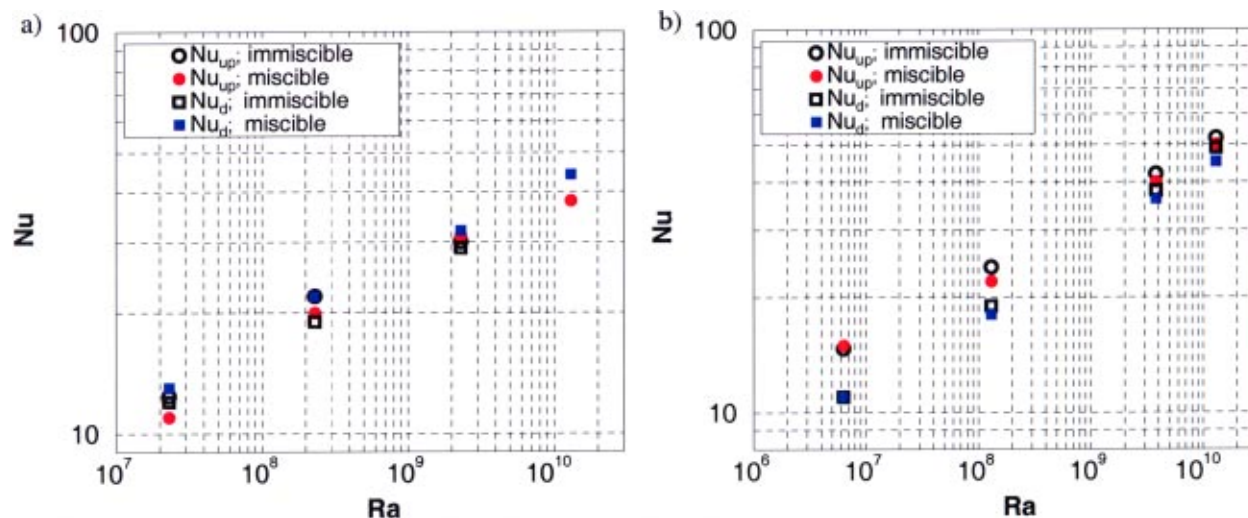 a)
100
Nu_up; immiscible
Nu_up; miscible
Nu_d; immiscible
Nu_d; miscible
Nu
10
10^7 10^8 10^9 10^10
Ra
b)
100
Nu_up; immiscible
Nu_up; miscible
Nu_d; immiscible
Nu_d; miscible
Nu
10
10^6 10^7 10^8 10^9 10^10
Ra